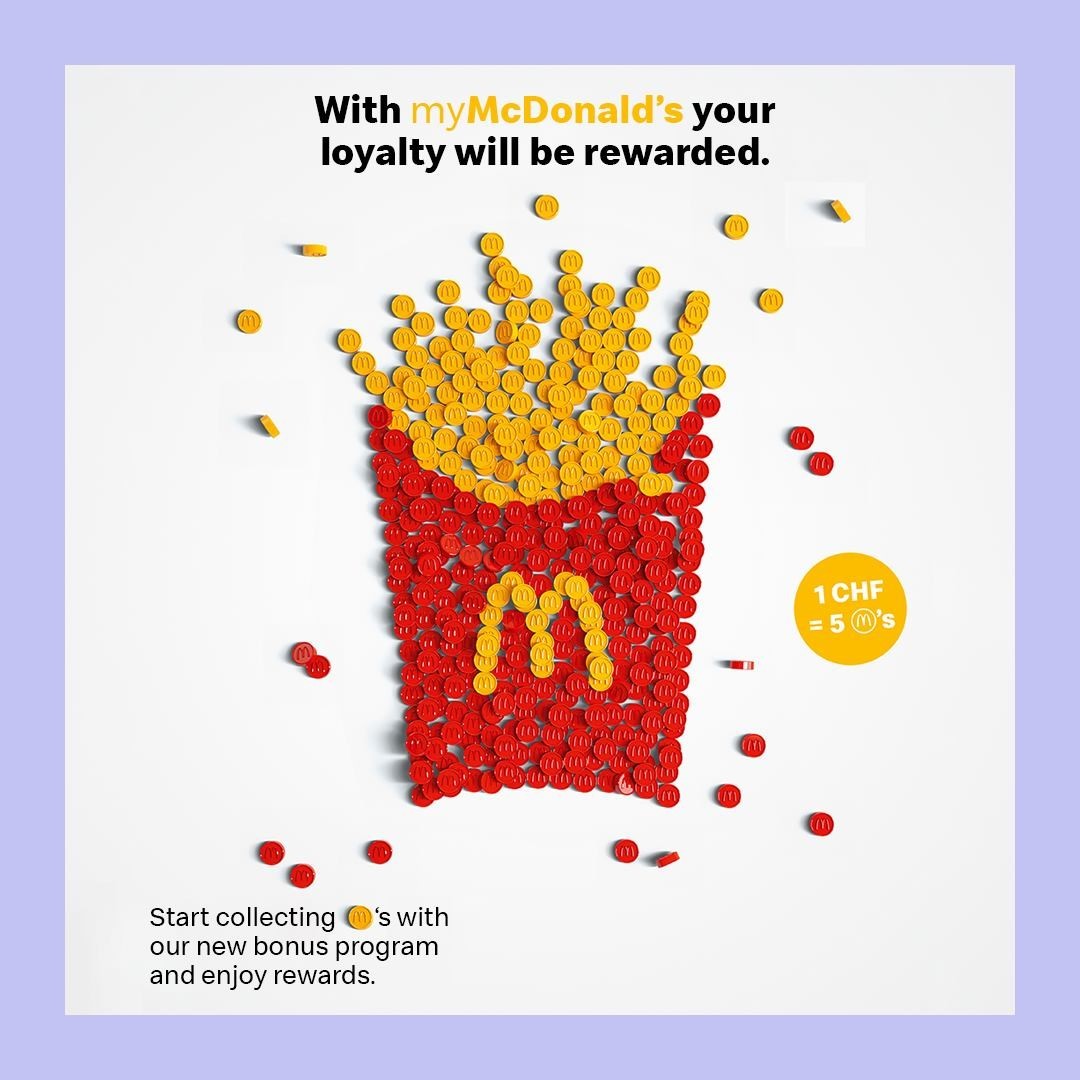 With myMcDonald’s your
loyalty will be rewarded.
1 CHF
= 5 ⓜ’s
Start collecting ⓜ‘s with
our new bonus program
and enjoy rewards.